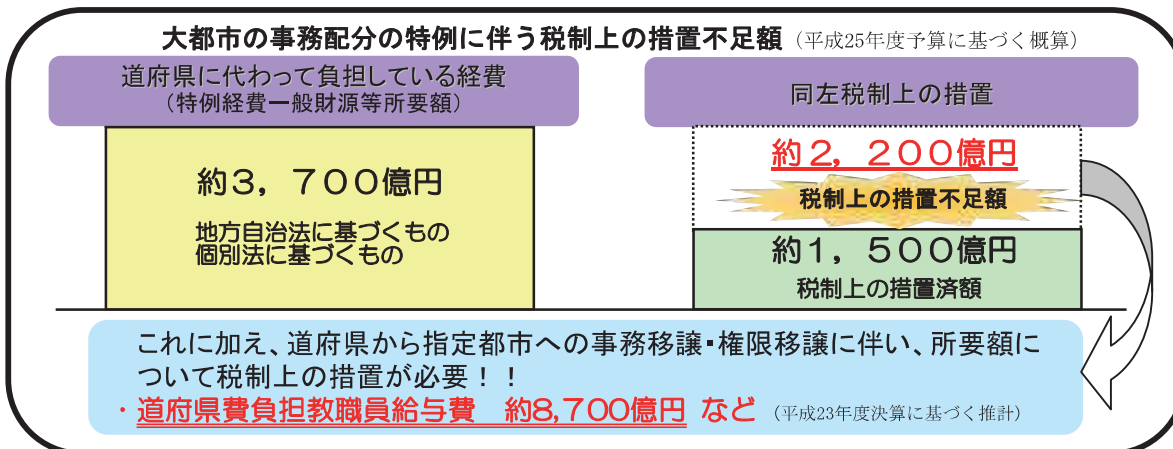 大都市の事務配分の特例に伴う税制上の措置不足額（平成25年度予算に基づく概算）
道府県に代わって負担している経費
（特例経費一般財源等所要額）
同左税制上の措置
約３，７００億円
地方自治法に基づくもの
個別法に基づくもの
約２，２００億円
税制上の措置不足額
約１，５００億円
税制上の措置済額
これに加え、道府県から指定都市への事務移譲・権限移譲に伴い、所要額に
ついて税制上の措置が必要！！
・道府県費負担教職員給与費　約8,700億円 など（平成23年度決算に基づく推計）